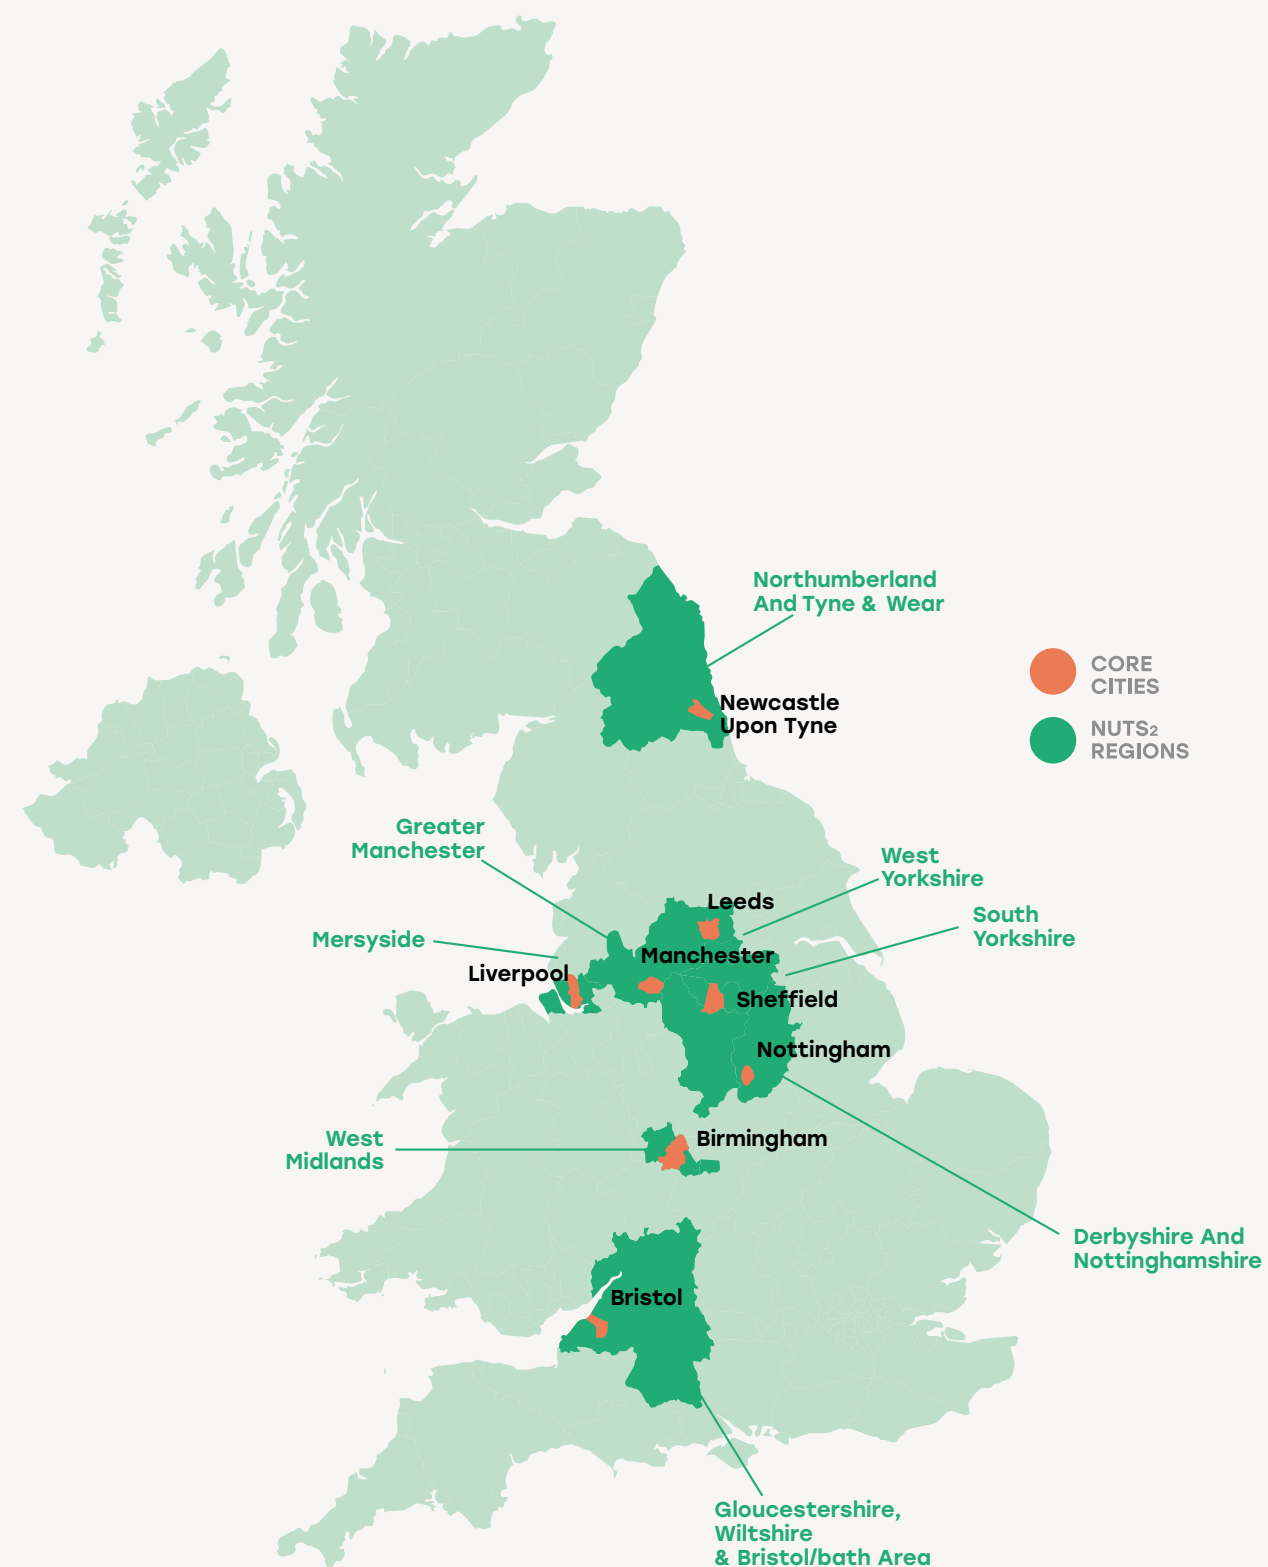 Northumberland
And Tyne & Wear
CORE
CITIES
Newcastle
Upon Tyne
NUTS2
REGIONS
Greater
Manchester
West
Yorkshire
Leeds
South
Yorkshire
Mersyside
Manchester
Liverpool
Sheffield
Nottingham
West
Midlands
Birmingham
Derbyshire And
Nottinghamshire
Bristol
Gloucestershire,
Wiltshire
& Bristol/bath Area